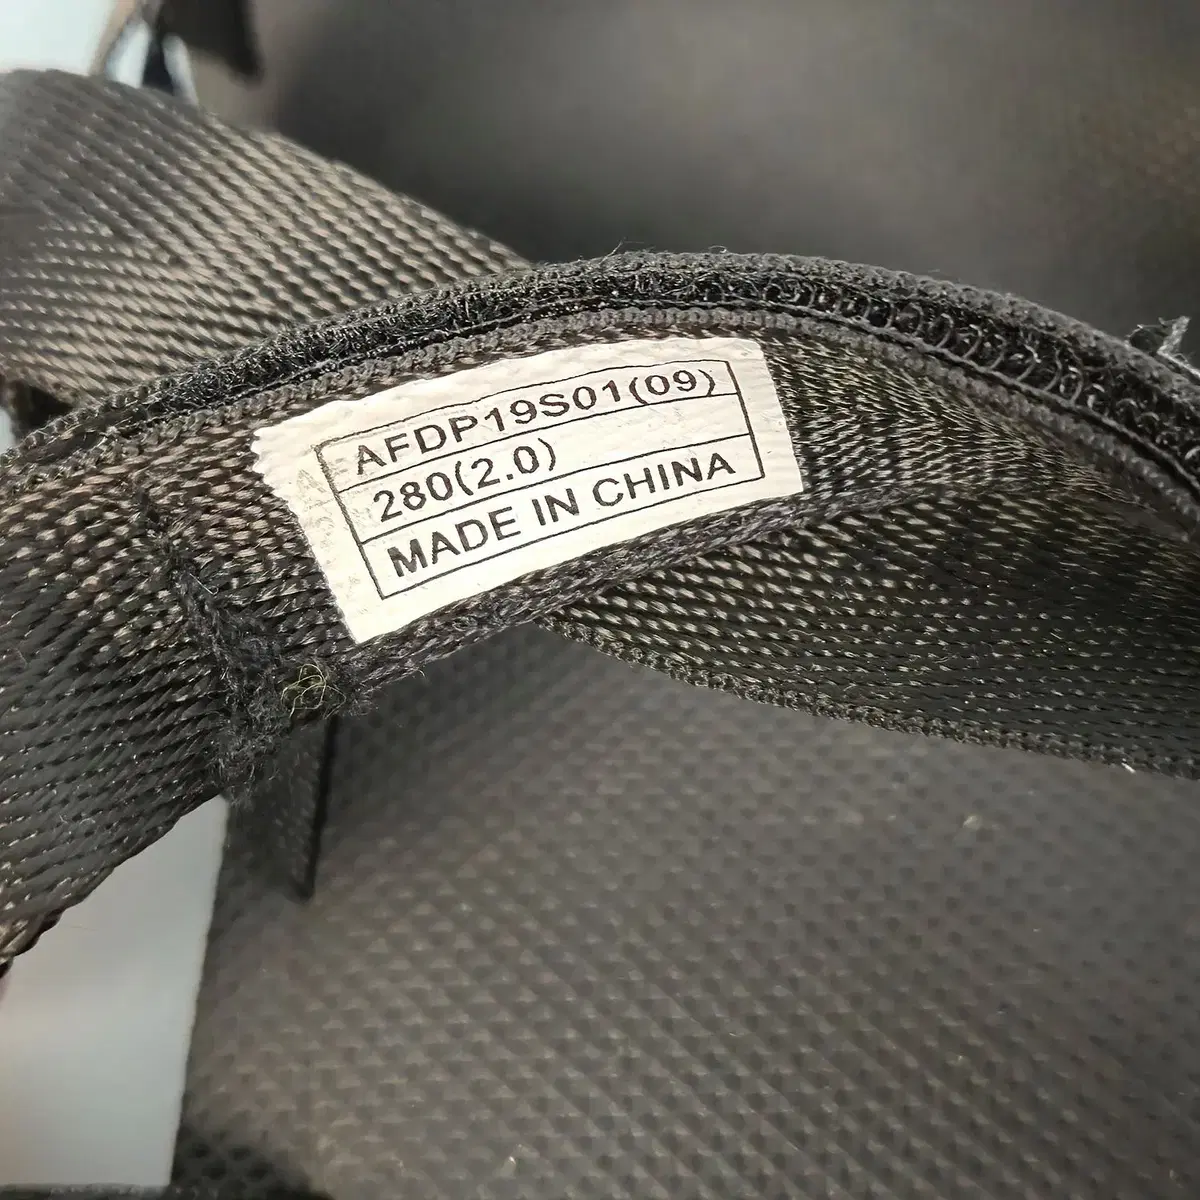 AFDP19S01(09)
280(2.0)
MADE IN CHINA